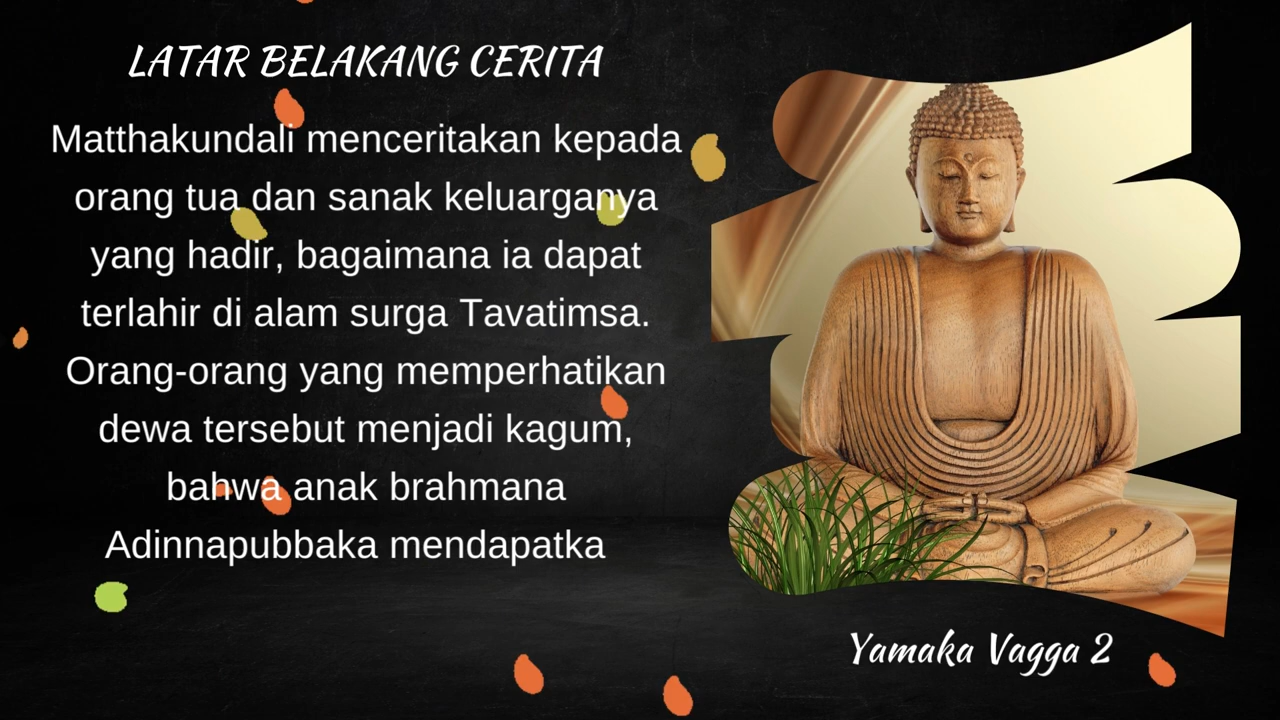 LATAR BELAKANG CERITA
Matthakundali menceritakan kepada
orang tua dan sanak keluarganya
yang hadir, bagaimana ia dapat
terlahir di alam surga Tavatimsa.
Orang-orang yang memperhatikan
dewa tersebut menjadi kagum,
bahwa anak brahmana
Adinnapubbaka mendapatka
Yamaka Vagga 2